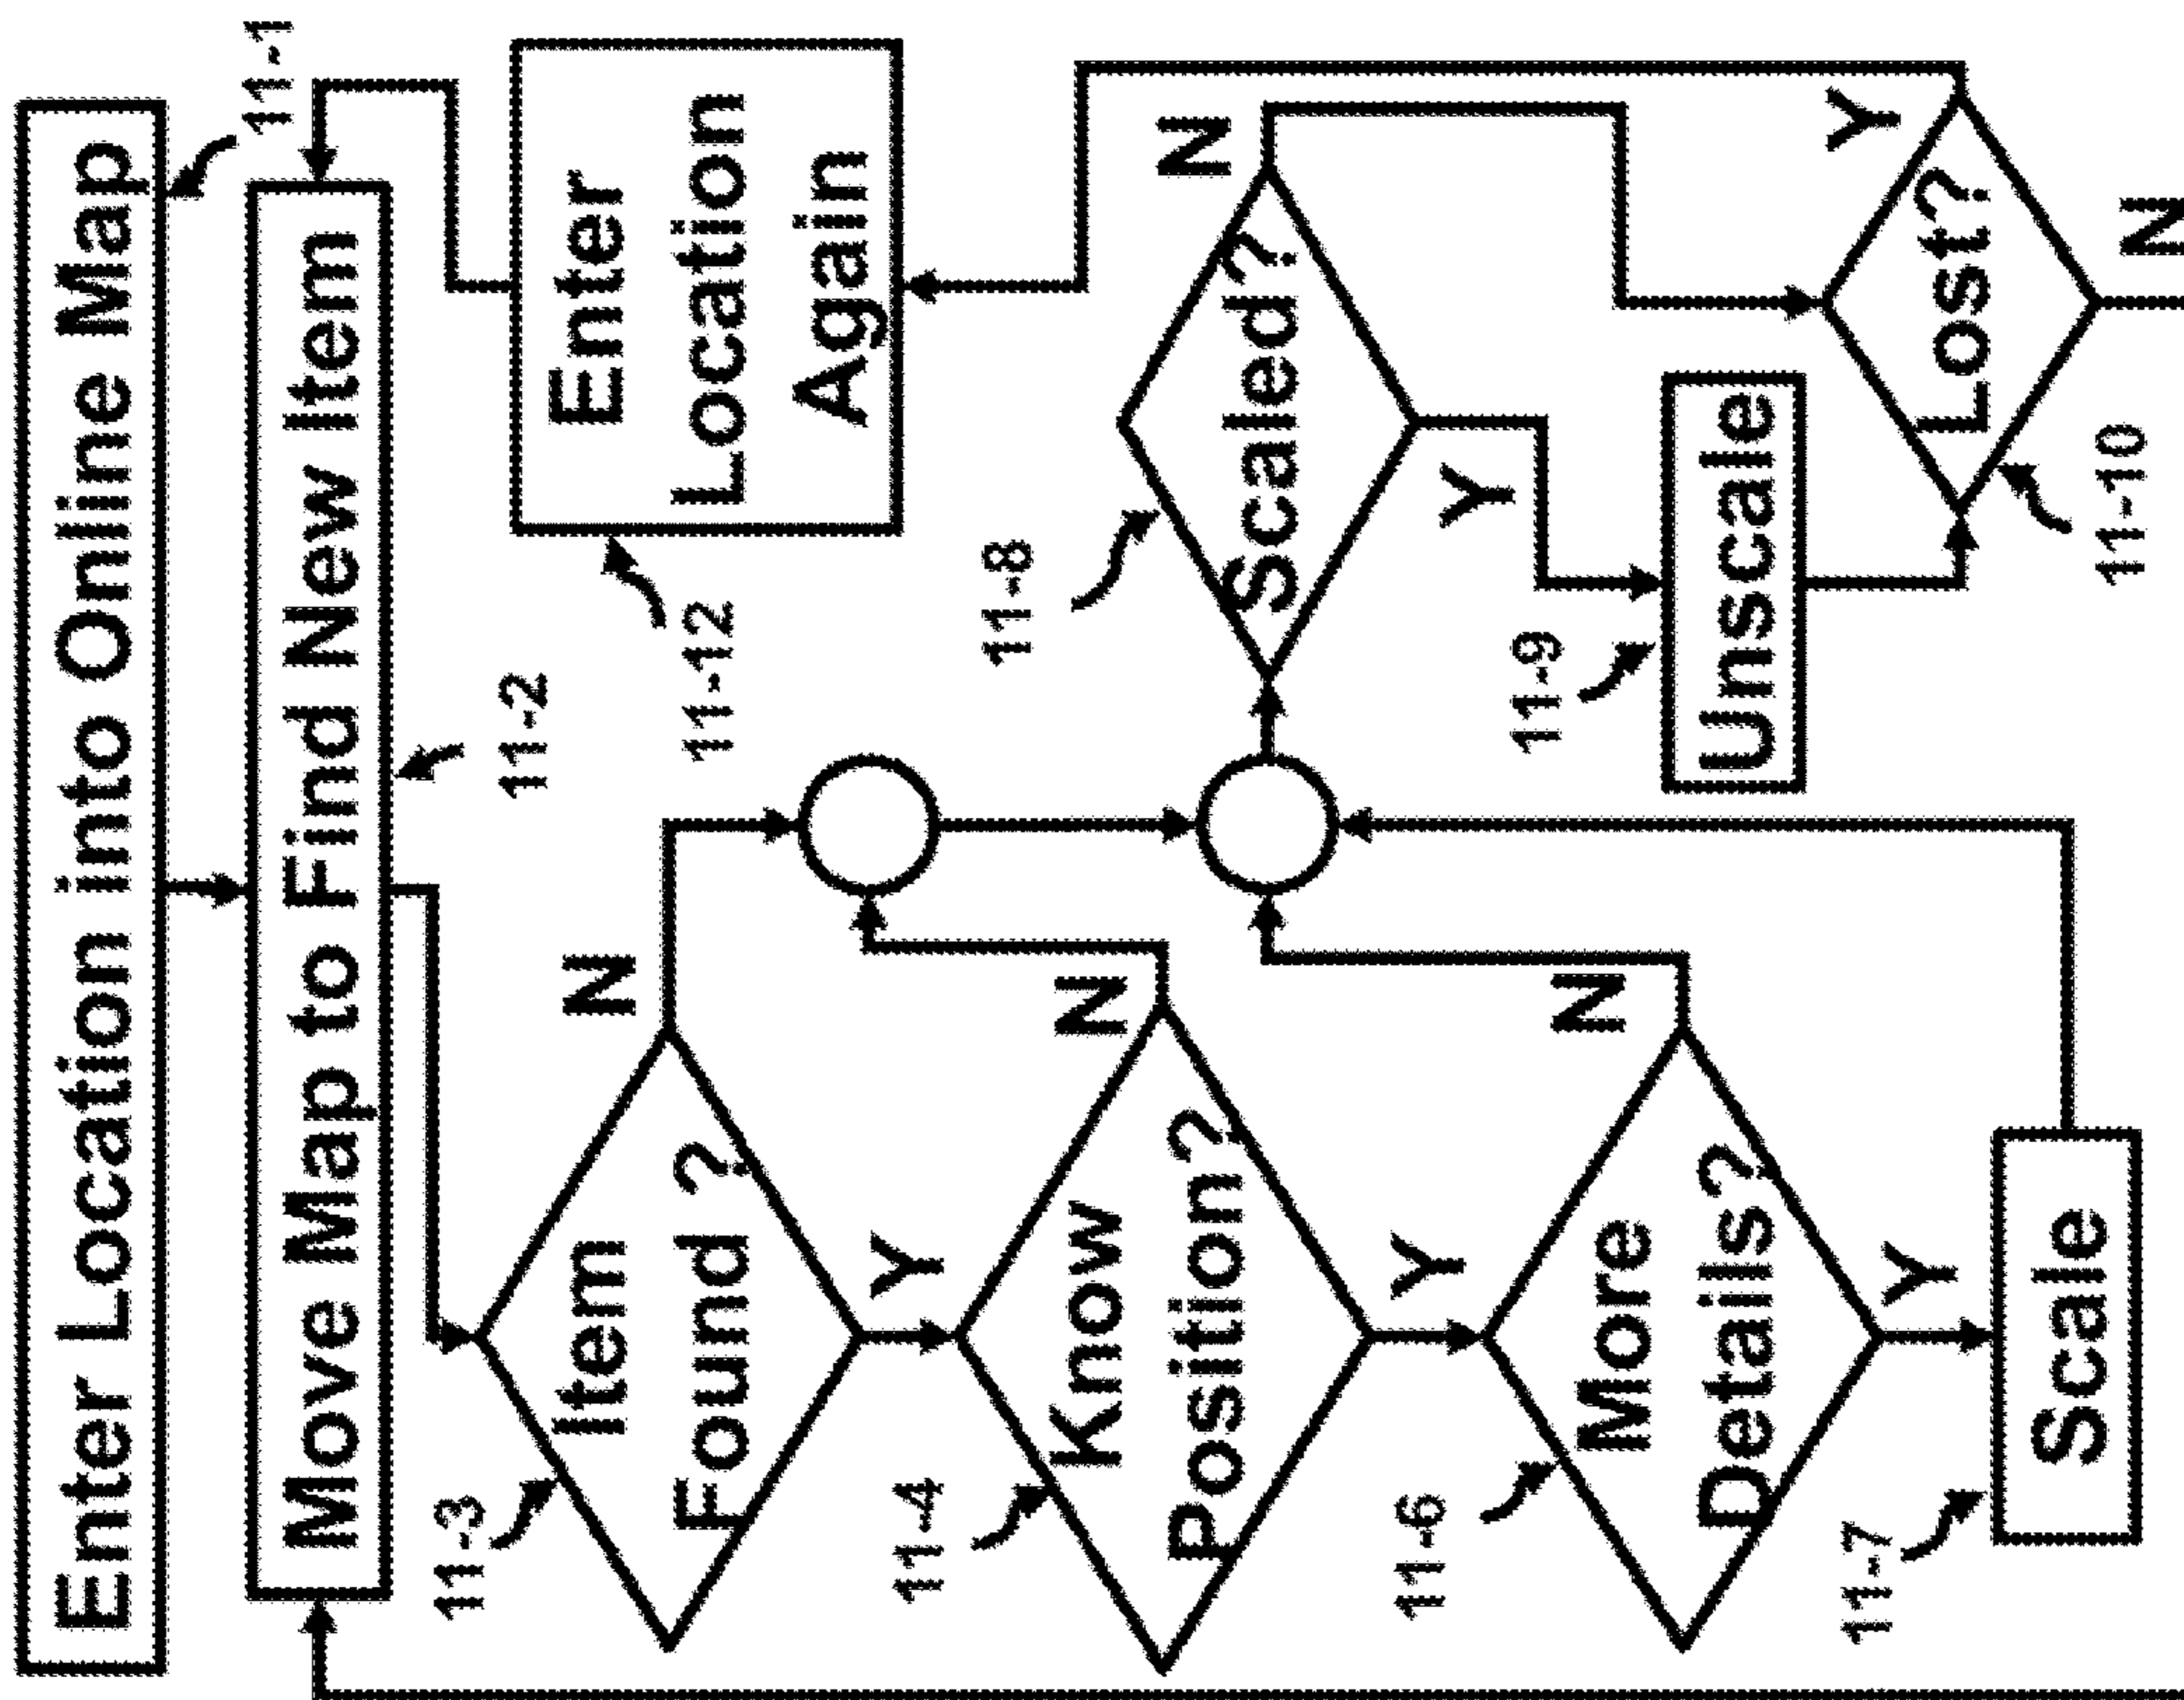 Enter Location into Online Map
11-1
Move Map to Find New Item
11-2
11-3
Item
Found ?
N
Y
11-4
Know
Position?
N
Y
11-6
More
Details?
N
Y
11-7
Scale
11-12
Enter
Location
Again
11-8
Scaled?
N
Y
11-9
Unscale
11-10
Lost?
Y
N